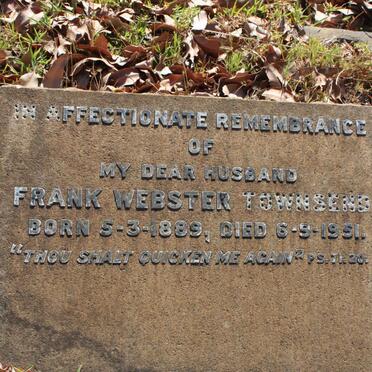 IN AFFECTIONATE REMEMBRANCE
OF
MY DEAR HUSBAND
FRANK WEBSTER TOWNSEND
BORN 5-3-1889, DIED 6-9-1951.
"THOU SHALT QUICKEN ME AGAIN" PS. 71. 20.